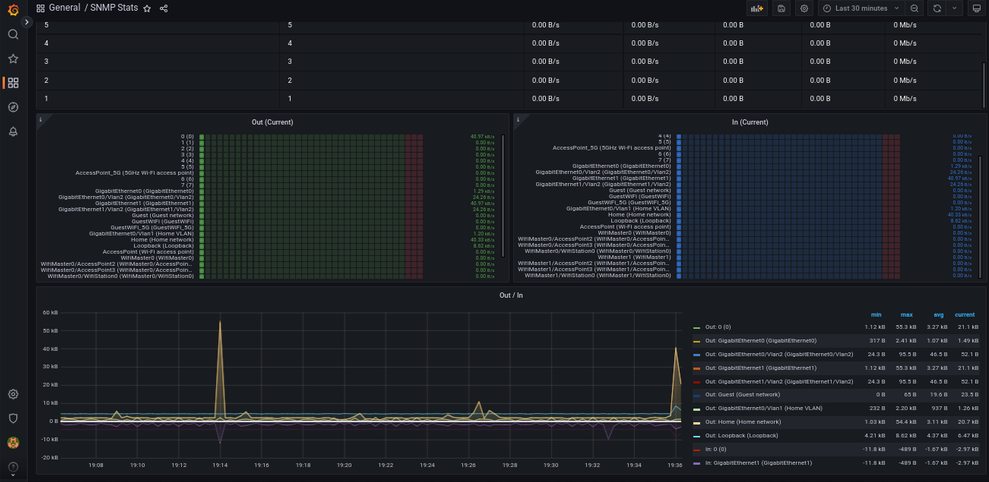 General / SNMP Stats
Last 30 minutes
5 5 0.00 B/s 0.00 B/s 0.00 B 0.00 B 0 Mb/s
4 4 0.00 B/s 0.00 B/s 0.00 B 0.00 B 0 Mb/s
3 3 0.00 B/s 0.00 B/s 0.00 B 0.00 B 0 Mb/s
2 2 0.00 B/s 0.00 B/s 0.00 B 0.00 B 0 Mb/s
1 1 0.00 B/s 0.00 B/s 0.00 B 0.00 B 0 Mb/s
Out (Current)
0 (0)
1 (1)
2 (2)
3 (3)
4 (4)
5 (5)
AccessPoint_5G (5GHz Wi-Fi access point)
6 (6)
7 (7)
GigabitEthernet0 (GigabitEthernet0)
GigabitEthernet0/Vlan2 (GigabitEthernet0/Vlan2)
GigabitEthernet1 (GigabitEthernet1)
GigabitEthernet1/Vlan2 (GigabitEthernet1/Vlan2)
Guest (Guest network)
GuestWiFi (GuestWiFi)
GuestWiFi_5G (GuestWiFi_5G)
GigabitEthernet0/Vlan1 (Home VLAN)
Home (Home network)
Loopback (Loopback)
AccessPoint (Wi-Fi access point)
WifiMaster0 (WifiMaster0)
WifiMaster0/AccessPoint2 (WifiMaster0/AccessPoin...
WifiMaster0/AccessPoint3 (WifiMaster0/AccessPoin...
WifiMaster0/WifiStation0 (WifiMaster0/WifiStation0)
In (Current)
4 (4)
5 (5)
AccessPoint_5G (5GHz Wi-Fi access point)
6 (6)
7 (7)
GigabitEthernet0 (GigabitEthernet0)
GigabitEthernet0/Vlan2 (GigabitEthernet0/Vlan2)
GigabitEthernet1 (GigabitEthernet1)
GigabitEthernet1/Vlan2 (GigabitEthernet1/Vlan2)
Guest (Guest network)
GuestWiFi (GuestWiFi)
GuestWiFi_5G (GuestWiFi_5G)
GigabitEthernet0/Vlan1 (Home VLAN)
Home (Home network)
Loopback (Loopback)
AccessPoint (Wi-Fi access point)
WifiMaster0 (WifiMaster0)
WifiMaster0/AccessPoint2 (WifiMaster0/AccessPoin...
WifiMaster0/AccessPoint3 (WifiMaster0/AccessPoin...
WifiMaster0/WifiStation0 (WifiMaster0/WifiStation0)
WifiMaster1 (WifiMaster1)
WifiMaster1/AccessPoint2 (WifiMaster1/AccessPoin...
WifiMaster1/AccessPoint3 (WifiMaster1/AccessPoin...
WifiMaster1/WifiStation0 (WifiMaster1/WifiStation0)
Out / In
60 kB
50 kB
40 kB
30 kB
20 kB
10 kB
0 B
-10 kB
-20 kB
19:08 19:10 19:12 19:14 19:16 19:18 19:20 19:22 19:24 19:26 19:28 19:30 19:32 19:34 19:36
min max avg current
Out: 0 (0) 1.12 kB 55.3 kB 3.27 kB 21.1 kB
Out: GigabitEthernet0 (GigabitEthernet0) 317 B 2.41 kB 1.07 kB 1.49 kB
Out: GigabitEthernet0/Vlan2 (GigabitEthernet0/Vlan2) 24.3 B 95.5 B 46.5 B 52.1 B
Out: GigabitEthernet1 (GigabitEthernet1) 1.12 kB 55.3 kB 3.27 kB 21.1 kB
Out: GigabitEthernet1/Vlan2 (GigabitEthernet1/Vlan2) 24.3 B 95.5 B 46.5 B 52.1 B
Out: Guest (Guest network) 0 B 65 B 19.6 B 23.5 B
Out: GigabitEthernet0/Vlan1 (Home VLAN) 232 B 2.20 kB 937 B 1.26 kB
Out: Home (Home network) 1.03 kB 54.4 kB 3.11 kB 20.7 kB
Out: Loopback (Loopback) 4.21 kB 8.62 kB 4.37 kB 6.47 kB
In: 0 (0) -11.8 kB -489 B -1.67 kB -2.97 kB
In: GigabitEthernet1 (GigabitEthernet1) -11.8 kB -489 B -1.67 kB -2.97 kB